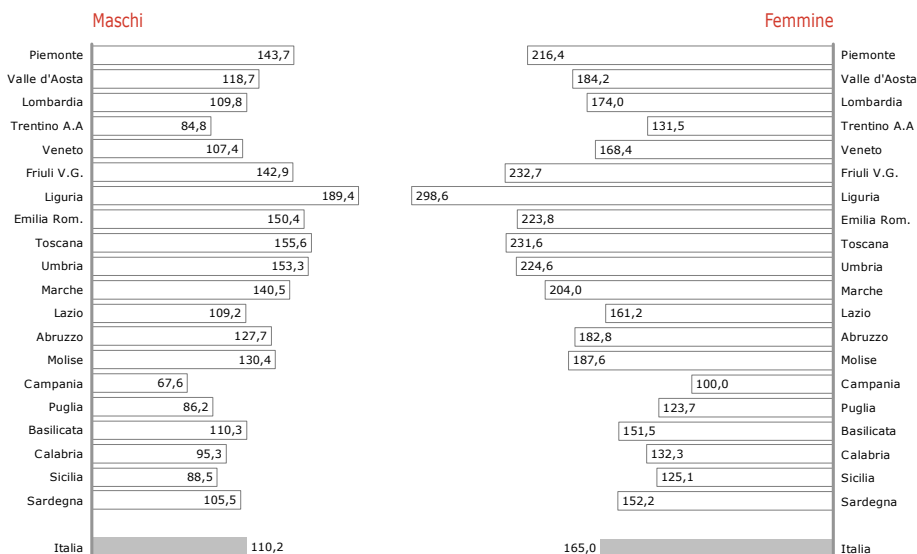 Maschi Femmine
Piemonte 143,7 216,4 Piemonte
Valle d'Aosta 118,7 184,2 Valle d'Aosta
Lombardia 109,8 174,0 Lombardia
Trentino A.A 84,8 131,5 Trentino A.A
Veneto 107,4 168,4 Veneto
Friuli V.G. 142,9 232,7 Friuli V.G.
Liguria 189,4 298,6 Liguria
Emilia Rom. 150,4 223,8 Emilia Rom.
Toscana 155,6 231,6 Toscana
Umbria 153,3 224,6 Umbria
Marche 140,5 204,0 Marche
Lazio 109,2 161,2 Lazio
Abruzzo 127,7 182,8 Abruzzo
Molise 130,4 187,6 Molise
Campania 67,6 100,0 Campania
Puglia 86,2 123,7 Puglia
Basilicata 110,3 151,5 Basilicata
Calabria 95,3 132,3 Calabria
Sicilia 88,5 125,1 Sicilia
Sardegna 105,5 152,2 Sardegna
Italia 110,2 165,0 Italia